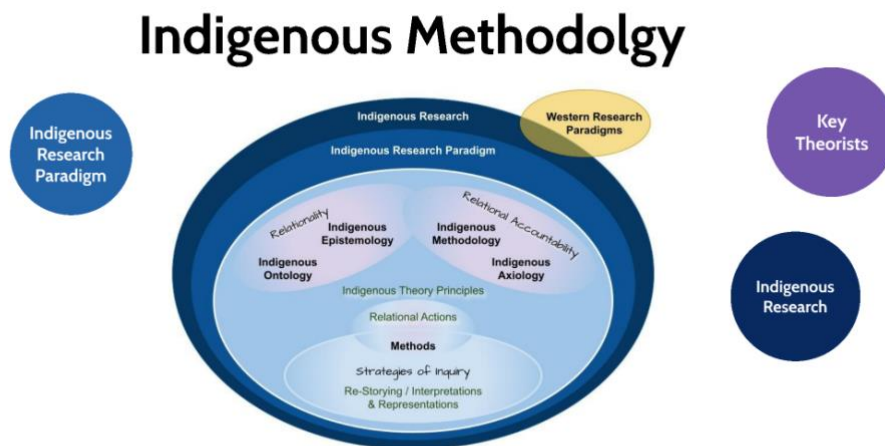 Indigenous Methodolgy
Indigenous
Research
Paradigm
Indigenous Research
Western Research
Paradigms
Indigenous Research Paradigm
Relationality
Indigenous
Epistemology
Indigenous
Ontology
Relational Accountability
Indigenous
Methodology
Indigenous
Axiology
Indigenous Theory Principles
Relational Actions
Methods
Strategies of Inquiry
Re-Storying / Interpretations
& Representations
Key
Theorists
Indigenous
Research